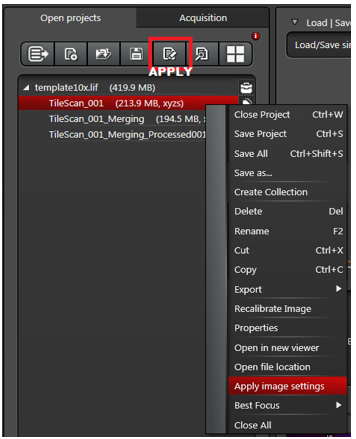 Open projects
Acquisition
Load | Save
Load/Save sin
APPLY
template10x.lif (419.9 MB)
TileScan_001 (213.9 MB, xyzs)
TileScan_001_Merging (194.5 MB,
TileScan_001_Merging_Processed001
Close Project Ctrl+W
Save Project Ctrl+S
Save All Ctrl+Shift+S
Save as...
Create Collection
Delete Del
Rename F2
Cut Ctrl+X
Copy Ctrl+C
Export
Recalibrate Image
Properties
Open in new viewer
Open file location
Apply image settings
Best Focus
Close All